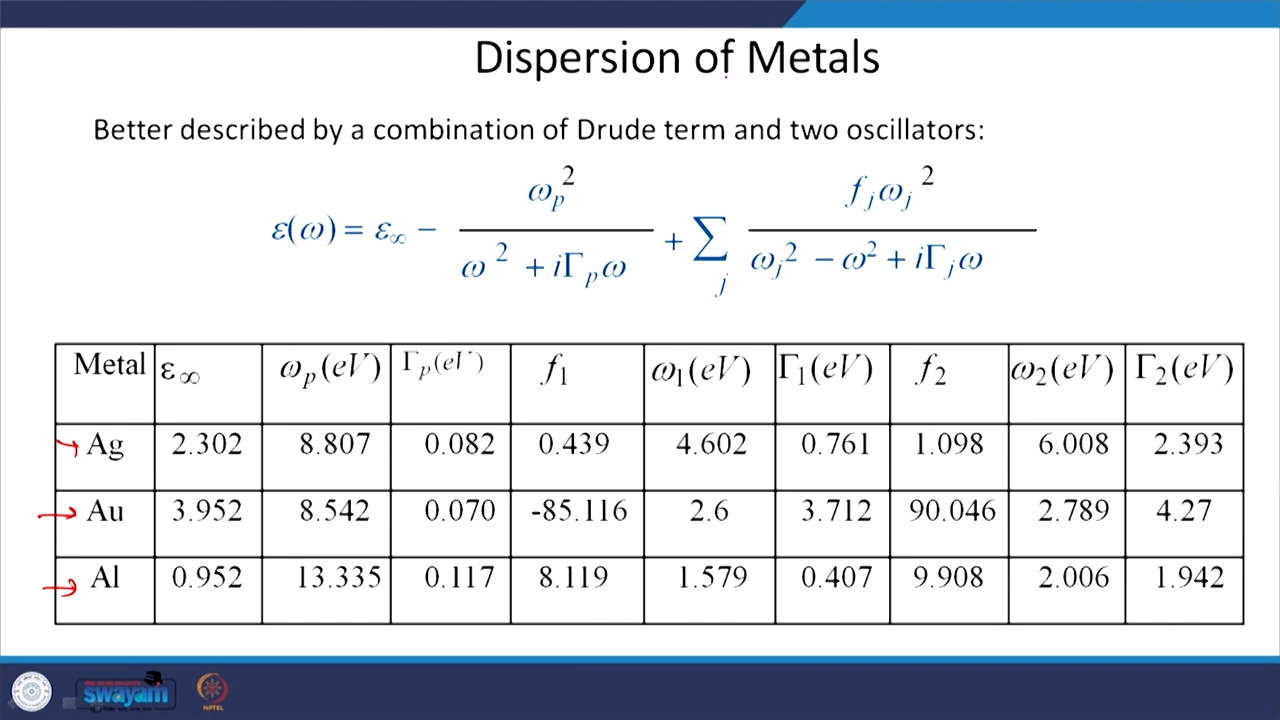 Dispersion of Metals
Better described by a combination of Drude term and two oscillators:
ε(ω) = ε∞ − ωp² / (ω² + iΓpω) + Σj fjωj² / (ωj² − ω² + iΓjω)
Metal ε∞ ωp(eV) Γp(eV) f1 ω1(eV) Γ1(eV) f2 ω2(eV) Γ2(eV)
Ag 2.302 8.807 0.082 0.439 4.602 0.761 1.098 6.008 2.393
Au 3.952 8.542 0.070 -85.116 2.6 3.712 90.046 2.789 4.27
Al 0.952 13.335 0.117 8.119 1.579 0.407 9.908 2.006 1.942
swayam
NPTEL